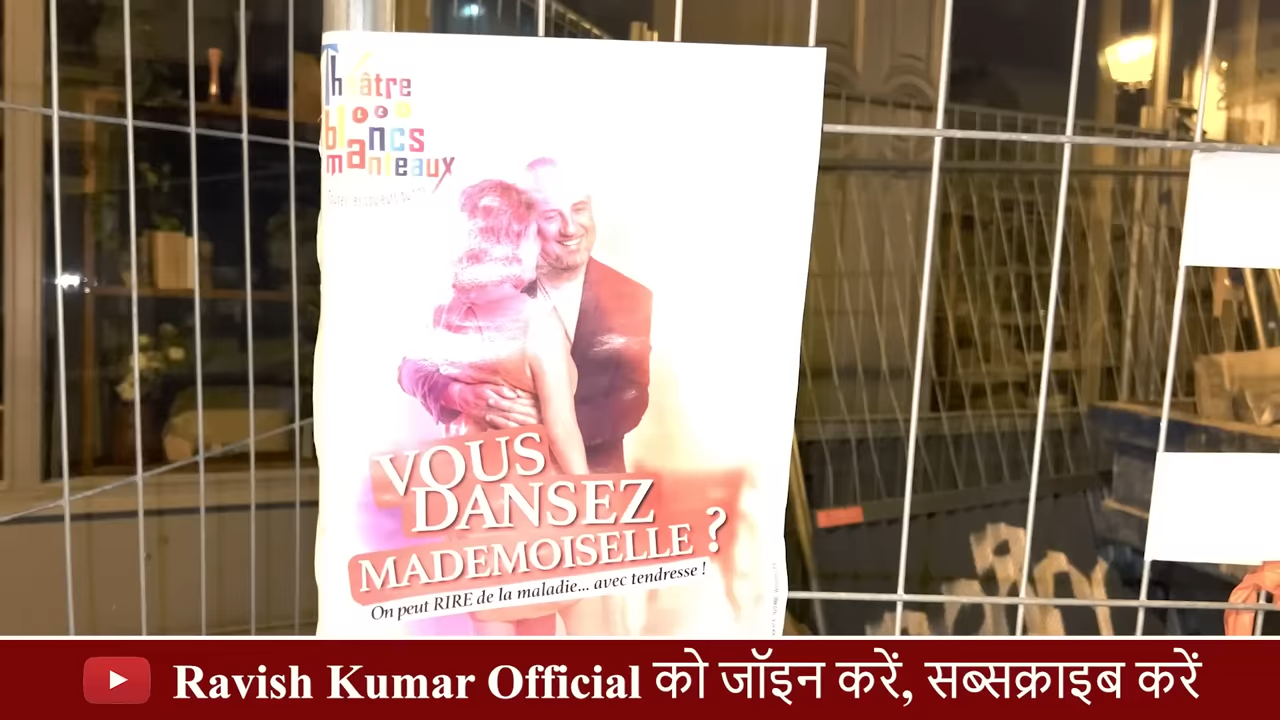 Théâtre
LES
blancs
manteaux
VOUS
DANSEZ
MADEMOISELLE ?
On peut RIRE de la maladie... avec tendresse !
Ravish Kumar Official को जॉइन करें, सब्सक्राइब करें